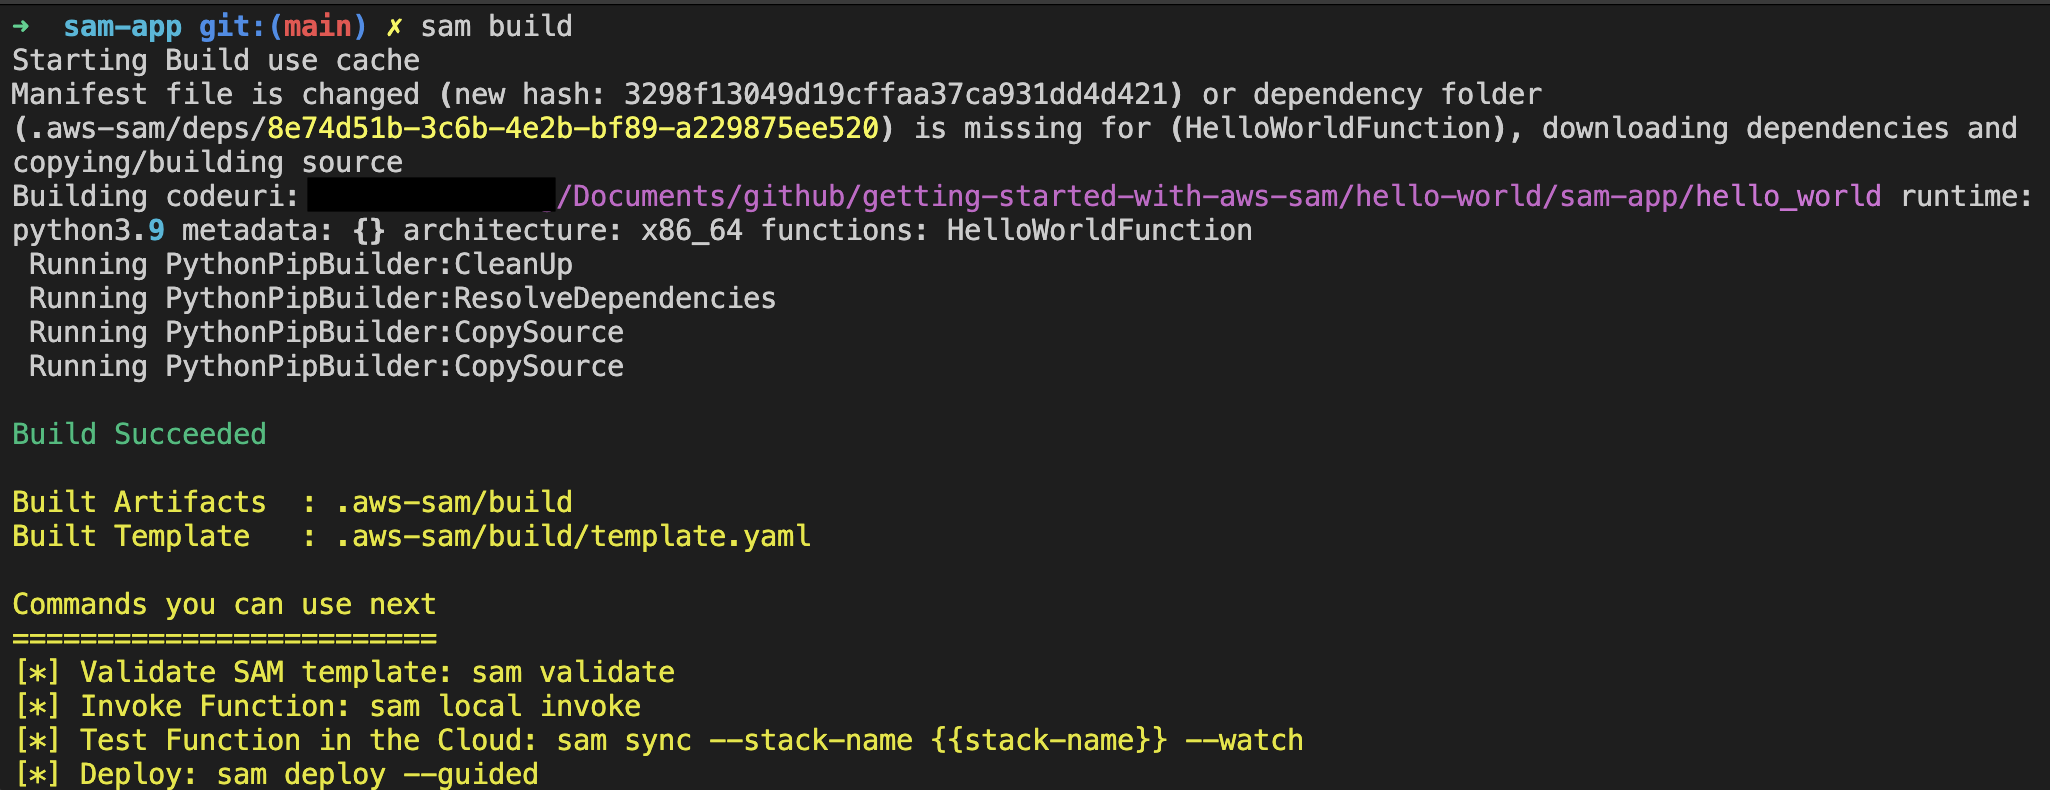 ➜  sam-app git:(main) ✗ sam build
Starting Build use cache
Manifest file is changed (new hash: 3298f13049d19cffaa37ca931dd4d421) or dependency folder
(.aws-sam/deps/8e74d51b-3c6b-4e2b-bf89-a229875ee520) is missing for (HelloWorldFunction), downloading dependencies and
copying/building source
Building codeuri: /Documents/github/getting-started-with-aws-sam/hello-world/sam-app/hello_world runtime:
python3.9 metadata: {} architecture: x86_64 functions: HelloWorldFunction
 Running PythonPipBuilder:CleanUp
 Running PythonPipBuilder:ResolveDependencies
 Running PythonPipBuilder:CopySource
 Running PythonPipBuilder:CopySource
Build Succeeded
Built Artifacts  : .aws-sam/build
Built Template   : .aws-sam/build/template.yaml
Commands you can use next
=========================
[*] Validate SAM template: sam validate
[*] Invoke Function: sam local invoke
[*] Test Function in the Cloud: sam sync --stack-name {{stack-name}} --watch
[*] Deploy: sam deploy --guided